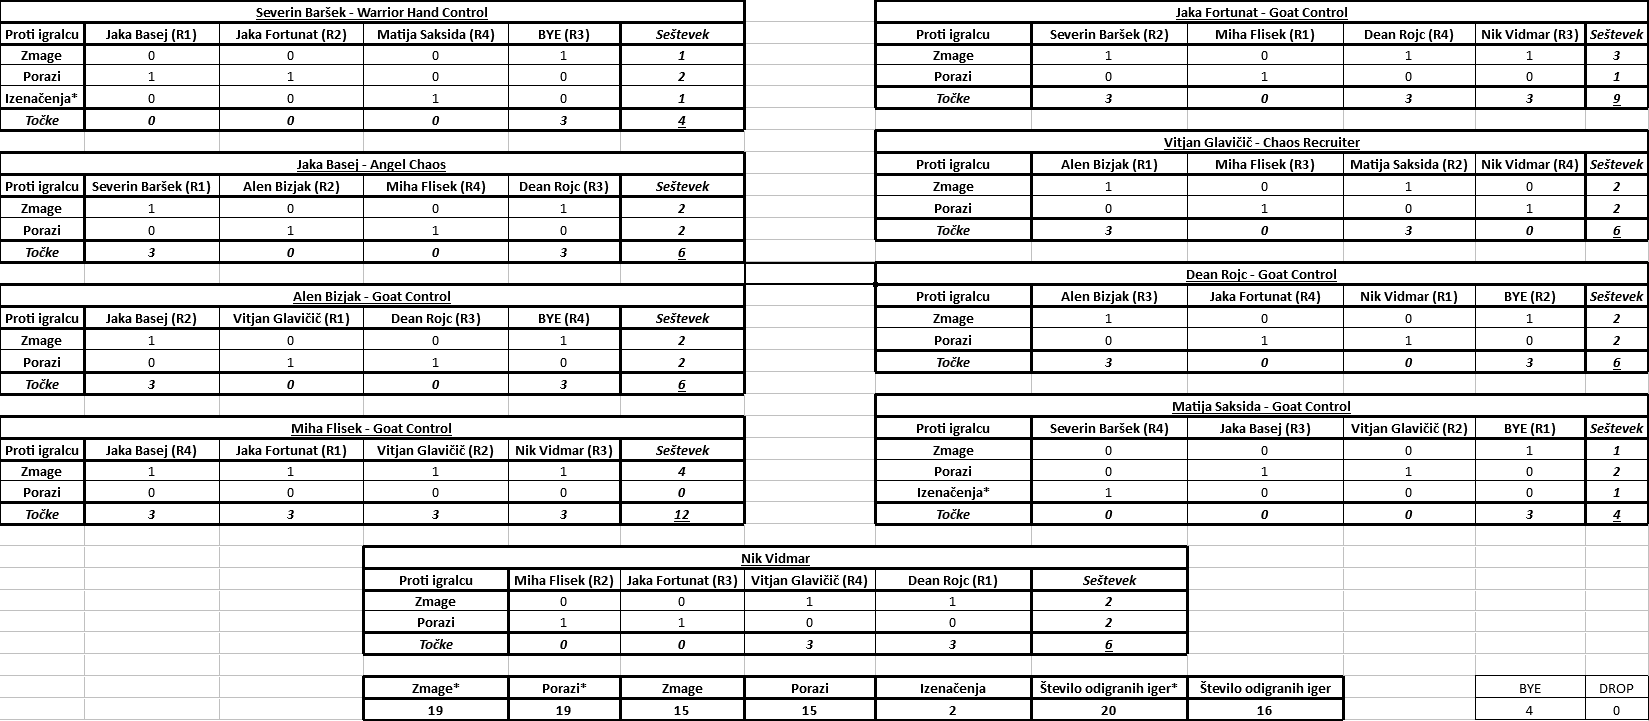 Severin Baršek - Warrior Hand Control
Proti igralcu Jaka Basej (R1) Jaka Fortunat (R2) Matija Saksida (R4) BYE (R3) Seštevek
Zmage 0 0 0 1 1
Porazi 1 1 0 0 2
Izenačenja* 0 0 1 0 1
Točke 0 0 0 3 4
Jaka Basej - Angel Chaos
Proti igralcu Severin Baršek (R1) Alen Bizjak (R2) Miha Flisek (R4) Dean Rojc (R3) Seštevek
Zmage 1 0 0 1 2
Porazi 0 1 1 0 2
Točke 3 0 0 3 6
Alen Bizjak - Goat Control
Proti igralcu Jaka Basej (R2) Vitjan Glavičič (R1) Dean Rojc (R3) BYE (R4) Seštevek
Zmage 1 0 0 1 2
Porazi 0 1 1 0 2
Točke 3 0 0 3 6
Miha Flisek - Goat Control
Proti igralcu Jaka Basej (R4) Jaka Fortunat (R1) Vitjan Glavičič (R2) Nik Vidmar (R3) Seštevek
Zmage 1 1 1 1 4
Porazi 0 0 0 0 0
Točke 3 3 3 3 12
Jaka Fortunat - Goat Control
Proti igralcu Severin Baršek (R2) Miha Flisek (R1) Dean Rojc (R4) Nik Vidmar (R3) Seštevek
Zmage 1 0 1 1 3
Porazi 0 1 0 0 1
Točke 3 0 3 3 9
Vitjan Glavičič - Chaos Recruiter
Proti igralcu Alen Bizjak (R1) Miha Flisek (R3) Matija Saksida (R2) Nik Vidmar (R4) Seštevek
Zmage 1 0 1 0 2
Porazi 0 1 0 1 2
Točke 3 0 3 0 6
Dean Rojc - Goat Control
Proti igralcu Alen Bizjak (R3) Jaka Fortunat (R4) Nik Vidmar (R1) BYE (R2) Seštevek
Zmage 1 0 0 1 2
Porazi 0 1 1 0 2
Točke 3 0 0 3 6
Matija Saksida - Goat Control
Proti igralcu Severin Baršek (R4) Jaka Basej (R3) Vitjan Glavičič (R2) BYE (R1) Seštevek
Zmage 0 0 0 1 1
Porazi 0 1 1 0 2
Izenačenja* 1 0 0 0 1
Točke 0 0 0 3 4
Nik Vidmar
Proti igralcu Miha Flisek (R2) Jaka Fortunat (R3) Vitjan Glavičič (R4) Dean Rojc (R1) Seštevek
Zmage 0 0 1 1 2
Porazi 1 1 0 0 2
Točke 0 0 3 3 6
Zmage* Porazi* Zmage Porazi Izenačenja Število odigranih iger* Število odigranih iger BYE DROP
19 19 15 15 2 20 16 4 0